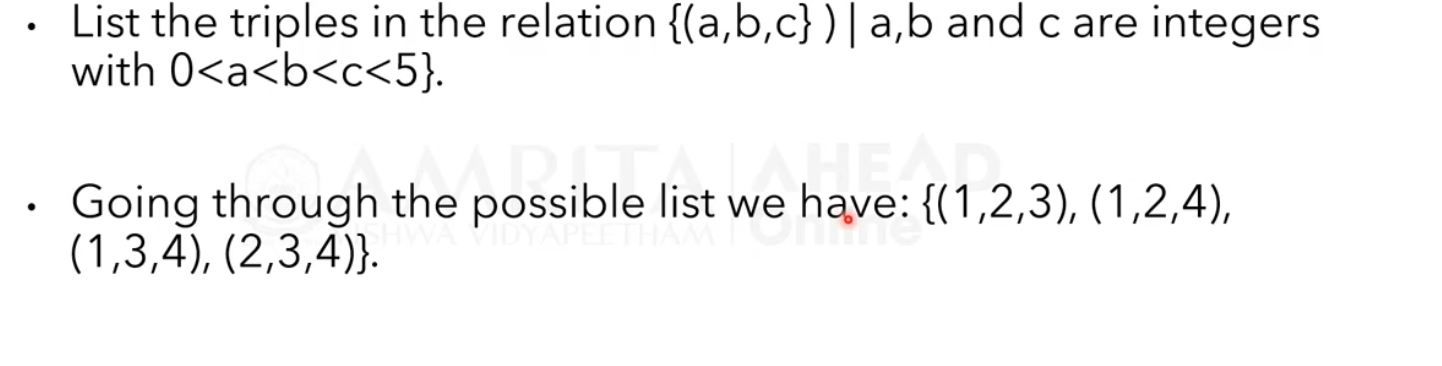 • List the triples in the relation {(a,b,c} ) | a,b and c are integers
with 0<a<b<c<5}.
AMRITA | AHEAD
VISHWA VIDYAPEETHAM | Online
• Going through the possible list we have: {(1,2,3), (1,2,4),
(1,3,4), (2,3,4)}.